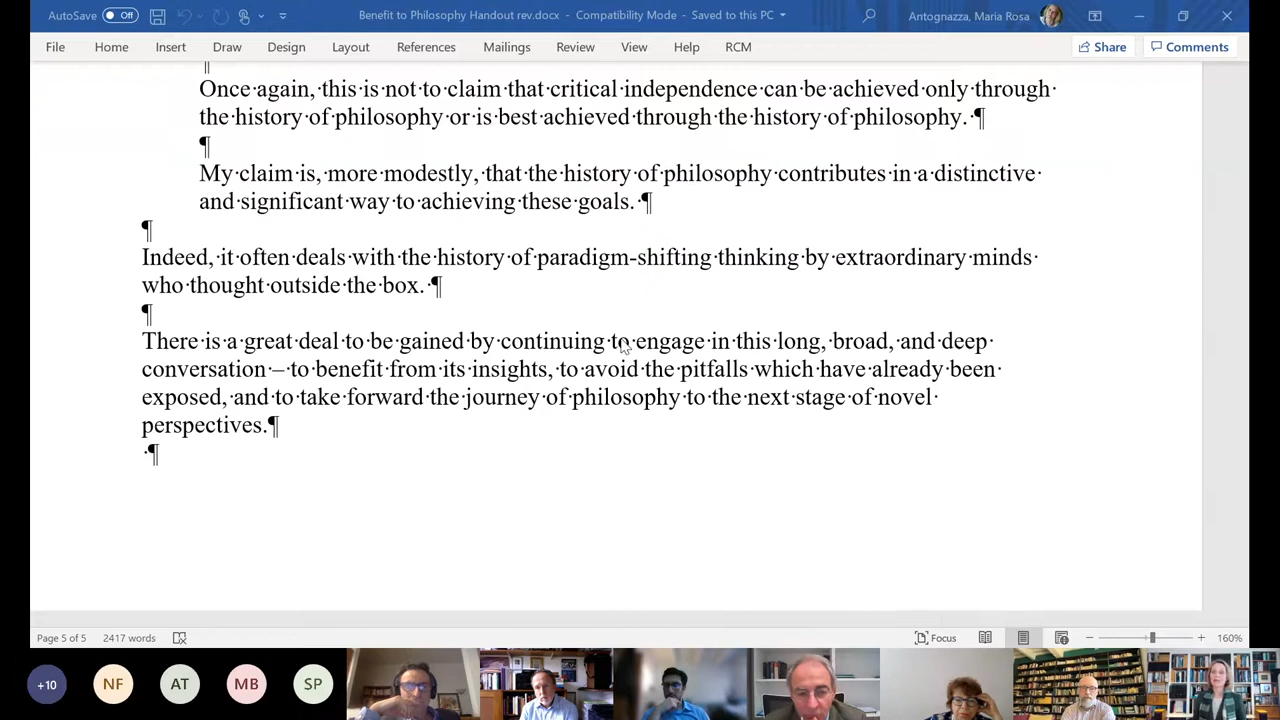 AutoSave Off Benefit to Philosophy Handout rev.docx - Compatibility Mode - Saved to this PC Antognazza, Maria Rosa
File Home Insert Draw Design Layout References Mailings Review View Help RCM Share Comments
¶
Once·again,·this·is·not·to·claim·that·critical·independence·can·be·achieved·only·through·
the·history·of·philosophy·or·is·best·achieved·through·the·history·of·philosophy.·¶
¶
My·claim·is,·more·modestly,·that·the·history·of·philosophy·contributes·in·a·distinctive·
and·significant·way·to·achieving·these·goals.·¶
¶
Indeed,·it·often·deals·with·the·history·of·paradigm-shifting·thinking·by·extraordinary·minds·
who·thought·outside·the·box.·¶
¶
There·is·a·great·deal·to·be·gained·by·continuing·to·engage·in·this·long,·broad,·and·deep·
conversation·–·to·benefit·from·its·insights,·to·avoid·the·pitfalls·which·have·already·been·
exposed,·and·to·take·forward·the·journey·of·philosophy·to·the·next·stage·of·novel·
perspectives.¶
·¶
Page 5 of 5 2417 words Focus 160%
+10 NF AT MB SP